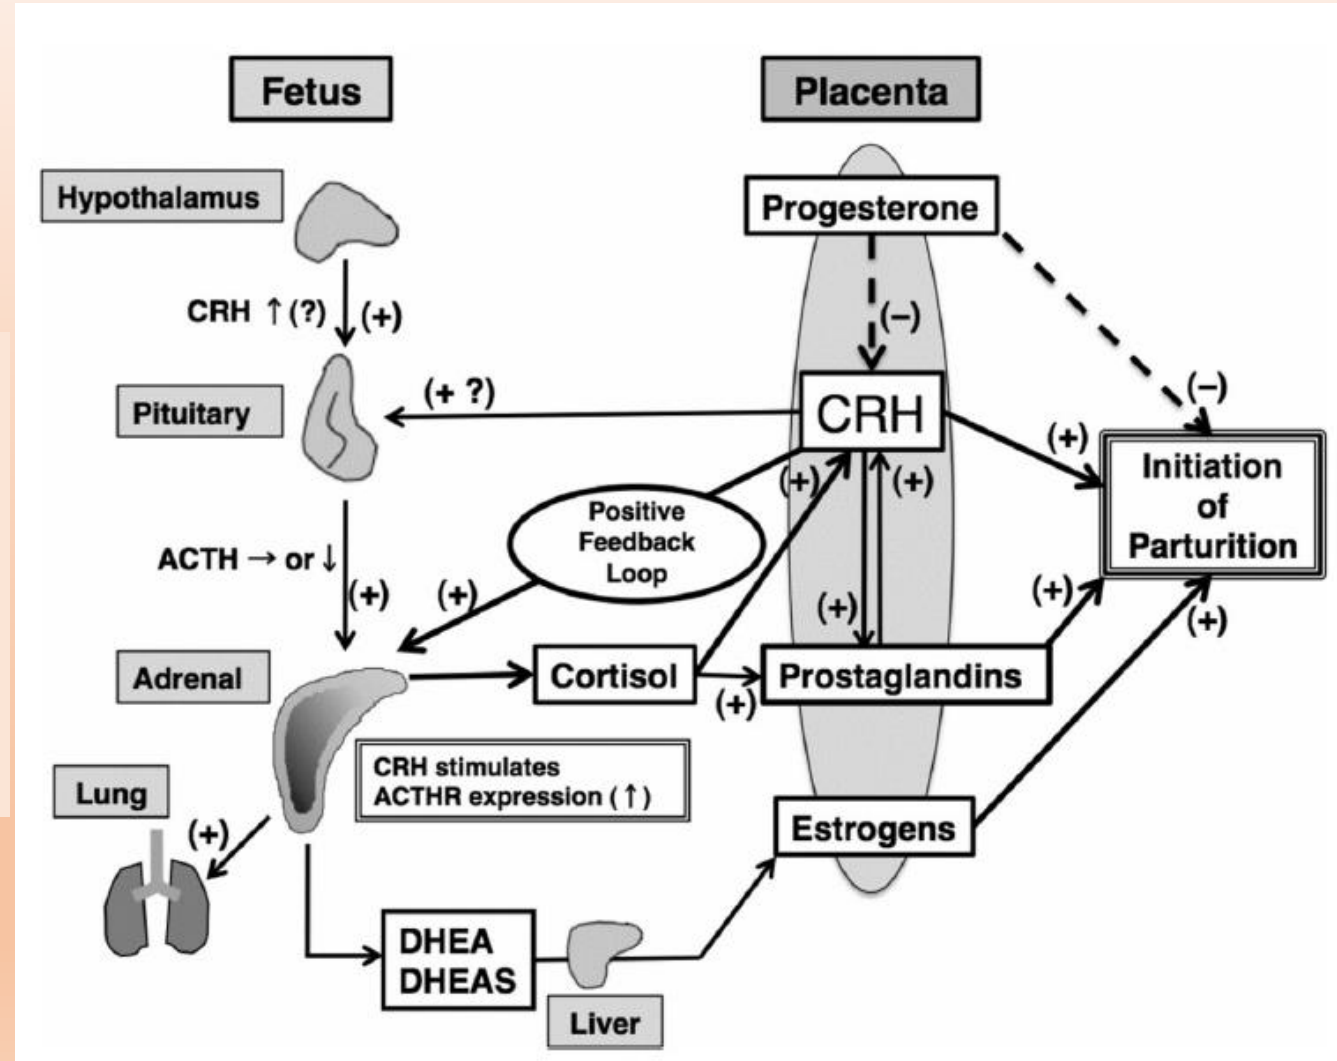 Fetus
Placenta
Hypothalamus
Progesterone
CRH ↑ (?)
(+)
(–)
(–)
Pituitary
(+ ?)
CRH
(+)
Initiation
of
Parturition
(+)
(+)
Positive
Feedback
Loop
ACTH → or ↓
(+)
(+)
(+)
(+)
(+)
Adrenal
Cortisol
(+)
Prostaglandins
CRH stimulates
ACTHR expression (↑)
Lung
(+)
Estrogens
DHEA
DHEAS
Liver